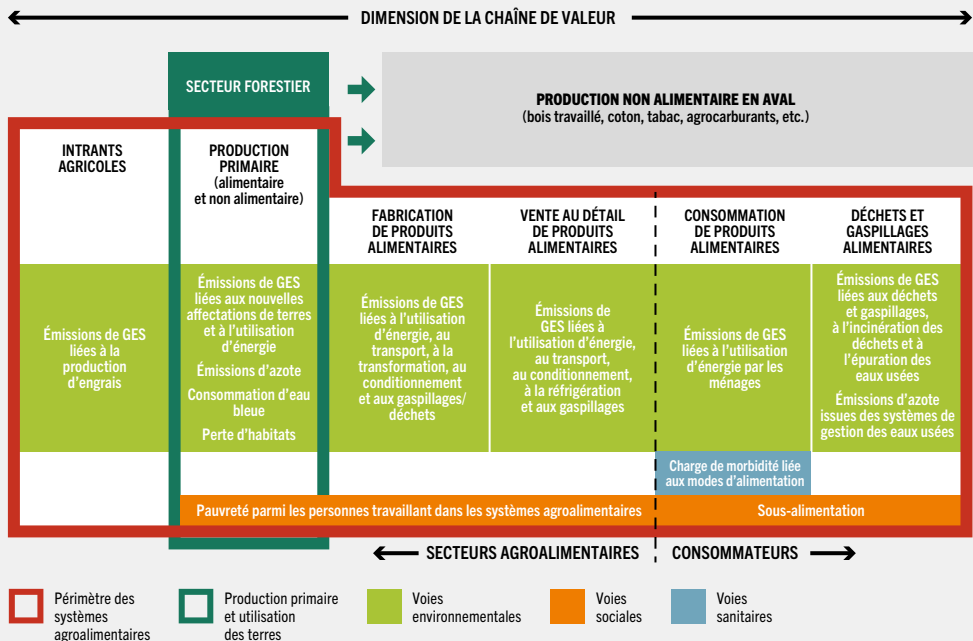 DIMENSION DE LA CHAÎNE DE VALEUR
SECTEUR FORESTIER
PRODUCTION NON ALIMENTAIRE EN AVAL
(bois travaillé, coton, tabac, agrocarburants, etc.)
INTRANTS
AGRICOLES
PRODUCTION
PRIMAIRE
(alimentaire
et non alimentaire)
FABRICATION
DE PRODUITS
ALIMENTAIRES
VENTE AU DÉTAIL
DE PRODUITS
ALIMENTAIRES
CONSOMMATION
DE PRODUITS
ALIMENTAIRES
DÉCHETS ET
GASPILLAGES
ALIMENTAIRES
Émissions de GES
liées à la
production
d'engrais
Émissions de GES
liées aux nouvelles
affectations de terres
et à l'utilisation
d'énergie
Émissions d'azote
Consommation d'eau
bleue
Perte d'habitats
Émissions de GES
liées à l'utilisation
d'énergie, au
transport, à la
transformation, au
conditionnement
et aux gaspillages/
déchets
Émissions de
GES liées à
l'utilisation d'énergie,
au transport,
au conditionnement,
à la réfrigération
et aux gaspillages
Émissions de GES
liées à l'utilisation
d'énergie par les
ménages
Émissions de GES
liées aux déchets
et gaspillages,
à l'incinération des
déchets et à
l'épuration des
eaux usées
Émissions d'azote
issues des systèmes de
gestion des eaux usées
Charge de morbidité liée
aux modes d'alimentation
Pauvreté parmi les personnes travaillant dans les systèmes agroalimentaires
Sous-alimentation
SECTEURS AGROALIMENTAIRES
CONSOMMATEURS
Périmètre des
systèmes
agroalimentaires
Production primaire
et utilisation
des terres
Voies
environnementales
Voies
sociales
Voies
sanitaires